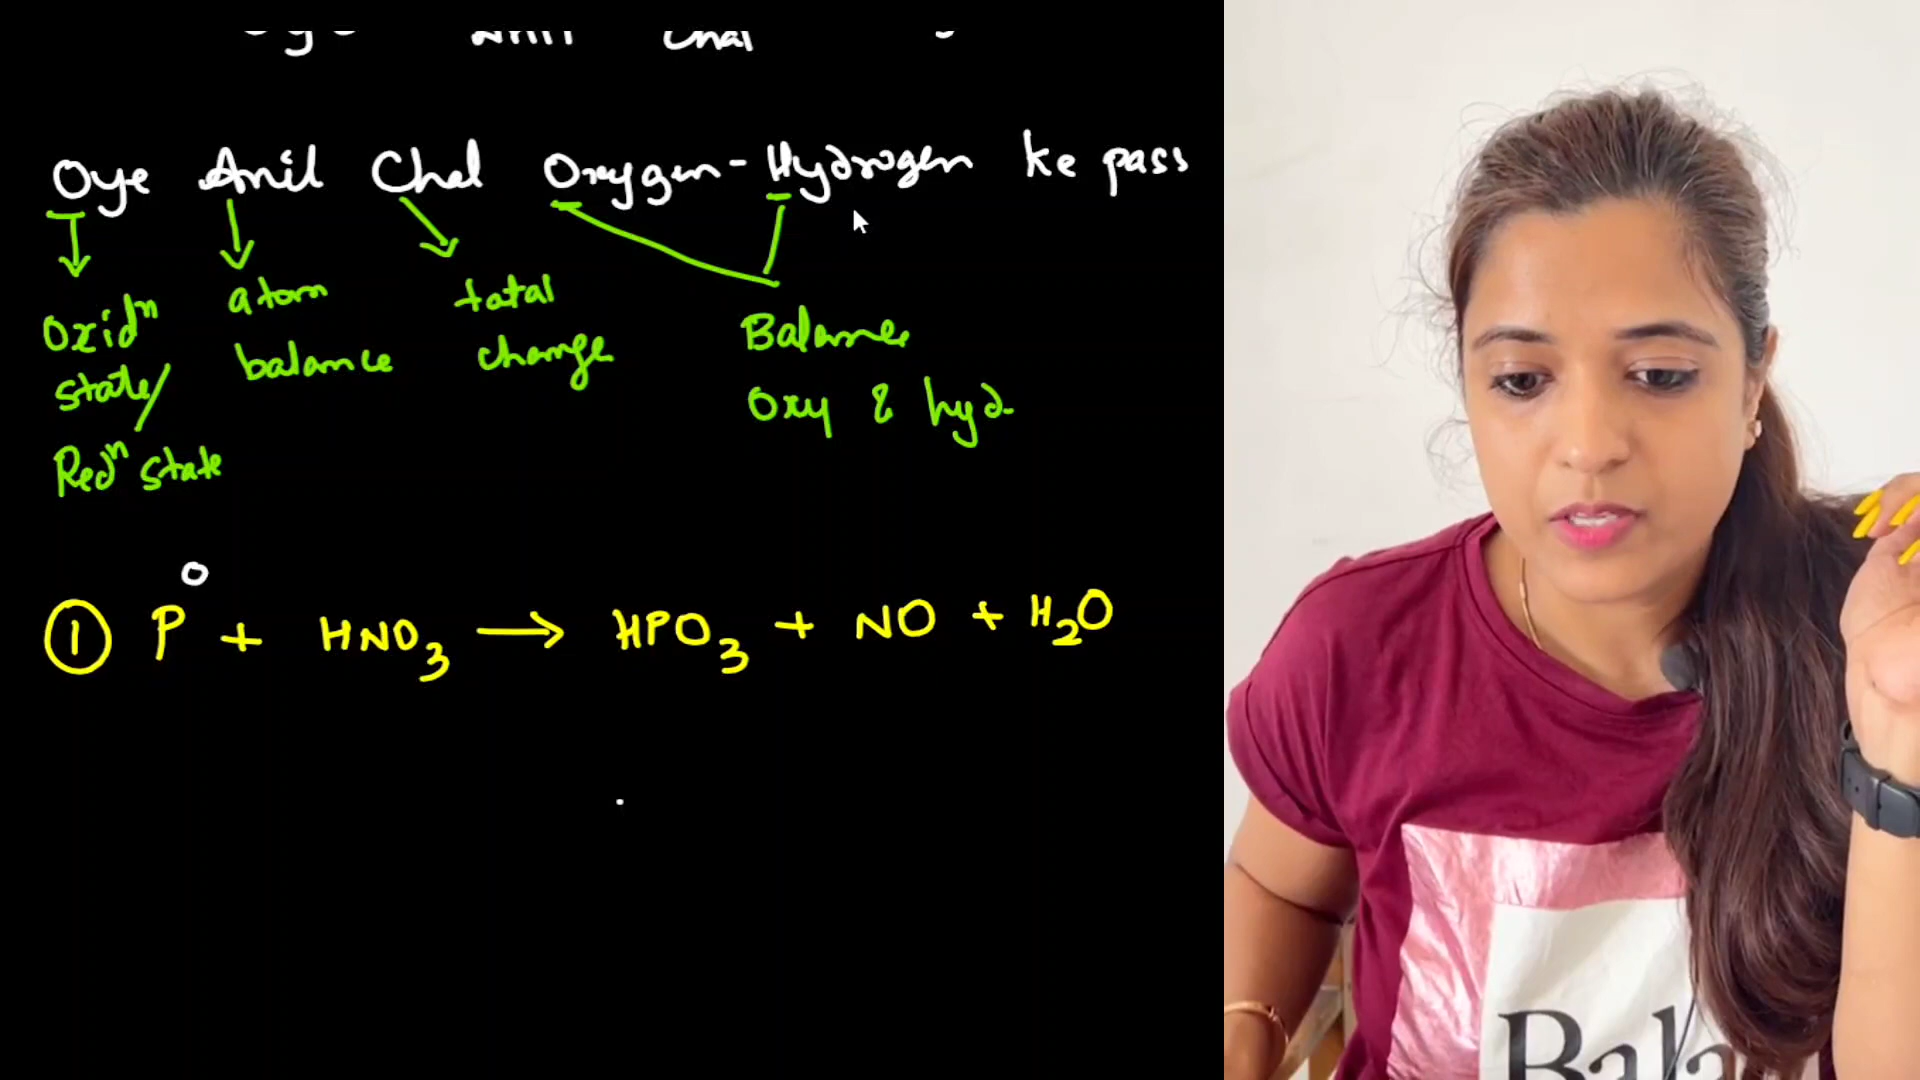 Oye Anil Chal Oxygen-Hydrogen ke pass
Oxidⁿ state/ Redⁿ state
atom balance
total change
Balance Oxy & hyd.
0
① P + HNO₃ → HPO₃ + NO + H₂O